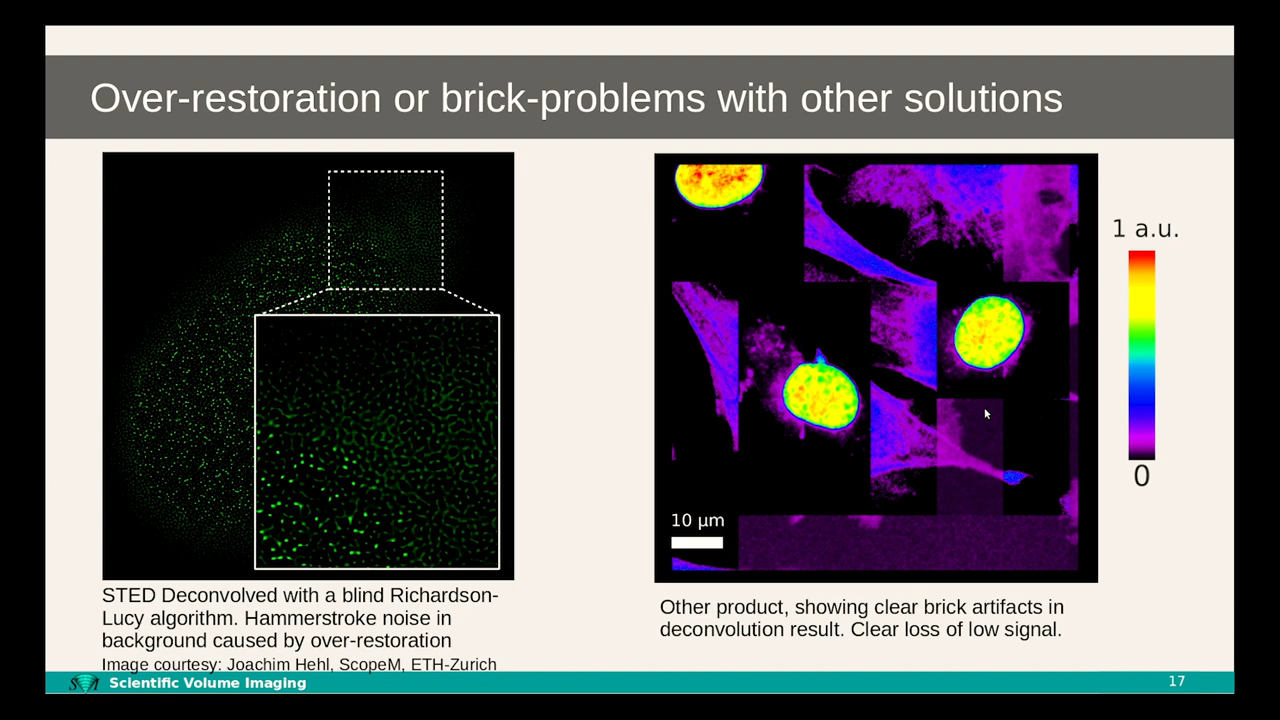 Over-restoration or brick-problems with other solutions
1 a.u.
0
10 µm
STED Deconvolved with a blind Richardson-
Lucy algorithm. Hammerstroke noise in
background caused by over-restoration
Image courtesy: Joachim Hehl, ScopeM, ETH-Zurich
Other product, showing clear brick artifacts in
deconvolution result. Clear loss of low signal.
SVI Scientific Volume Imaging
17